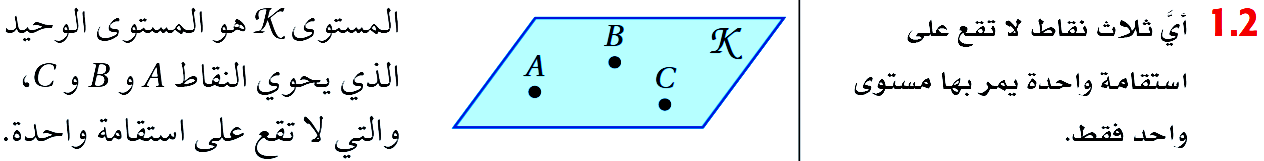 1.2 أيَّ ثلاث نقاط لا تقع على
استقامة واحدة يمر بها مستوى
واحد فقط.
K
B
A
C
المستوى K هو المستوى الوحيد
الذي يحوي النقاط A و B و C،
والتي لا تقع على استقامة واحدة.